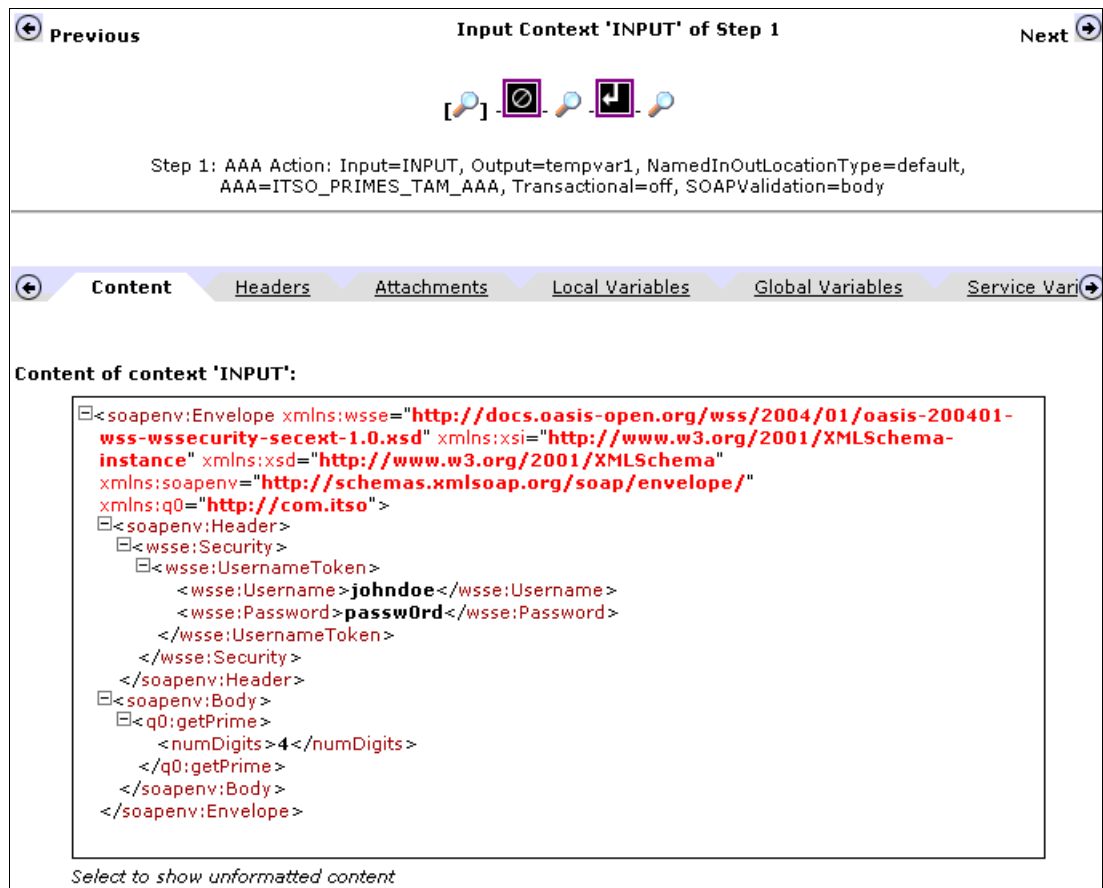 Previous
Input Context 'INPUT' of Step 1
Next
[ ] - - - -
Step 1: AAA Action: Input=INPUT, Output=tempvar1, NamedInOutLocationType=default,
AAA=ITSO_PRIMES_TAM_AAA, Transactional=off, SOAPValidation=body
Content Headers Attachments Local Variables Global Variables Service Vari
Content of context 'INPUT':
<soapenv:Envelope xmlns:wsse="http://docs.oasis-open.org/wss/2004/01/oasis-200401-
wss-wssecurity-secext-1.0.xsd" xmlns:xsi="http://www.w3.org/2001/XMLSchema-
instance" xmlns:xsd="http://www.w3.org/2001/XMLSchema"
xmlns:soapenv="http://schemas.xmlsoap.org/soap/envelope/"
xmlns:q0="http://com.itso">
<soapenv:Header>
<wsse:Security>
<wsse:UsernameToken>
<wsse:Username>johndoe</wsse:Username>
<wsse:Password>passw0rd</wsse:Password>
</wsse:UsernameToken>
</wsse:Security>
</soapenv:Header>
<soapenv:Body>
<q0:getPrime>
<numDigits>4</numDigits>
</q0:getPrime>
</soapenv:Body>
</soapenv:Envelope>
Select to show unformatted content